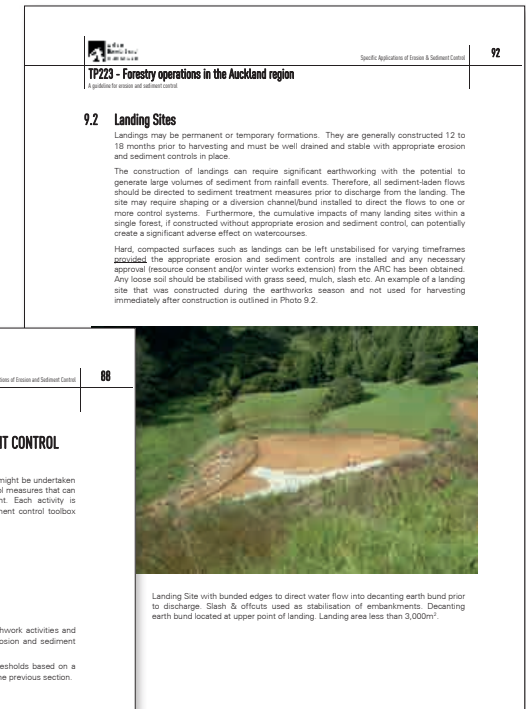 Specific Applications of Erosion & Sediment Control
92
TP223 - Forestry operations in the Auckland region
A guideline for erosion and sediment control
9.2 Landing Sites
Landings may be permanent or temporary formations. They are generally constructed 12 to
18 months prior to harvesting and must be well drained and stable with appropriate erosion
and sediment controls in place.
The construction of landings can require significant earthworking with the potential to
generate large volumes of sediment from rainfall events. Therefore, all sediment-laden flows
should be directed to sediment treatment measures prior to discharge from the landing. The
site may require shaping or a diversion channel/bund installed to direct the flows to one or
more control systems. Furthermore, the cumulative impacts of many landing sites within a
single forest, if constructed without appropriate erosion and sediment control, can potentially
create a significant adverse effect on watercourses.
Hard, compacted surfaces such as landings can be left unstabilised for varying timeframes
provided the appropriate erosion and sediment controls are installed and any necessary
approval (resource consent and/or winter works extension) from the ARC has been obtained.
Any loose soil should be stabilised with grass seed, mulch, slash etc. An example of a landing
site that was constructed during the earthworks season and not used for harvesting
immediately after construction is outlined in Photo 9.2.
Landing Site with bunded edges to direct water flow into decanting earth bund prior
to discharge. Slash & offcuts used as stabilisation of embankments. Decanting
earth bund located at upper point of landing. Landing area less than 3,000m².
tions of Erosion and Sediment Control
88
NT CONTROL
might be undertaken
ol measures that can
nt. Each activity is
ment control toolbox
hwork activities and
osion and sediment
esholds based on a
he previous section.